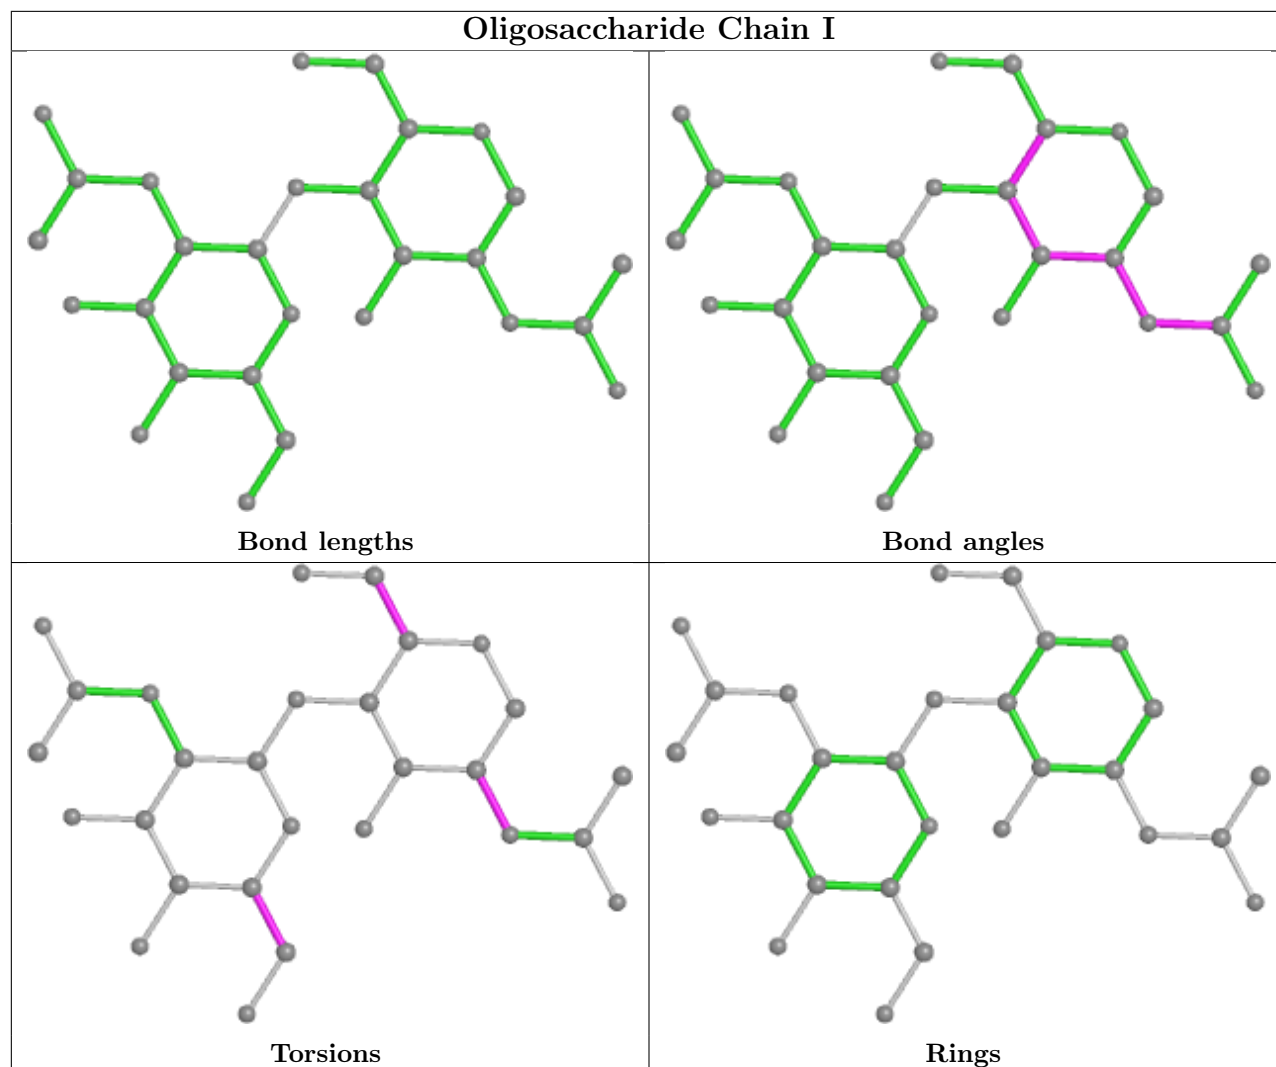 Oligosaccharide Chain I
Bond lengths
Bond angles
Torsions
Rings